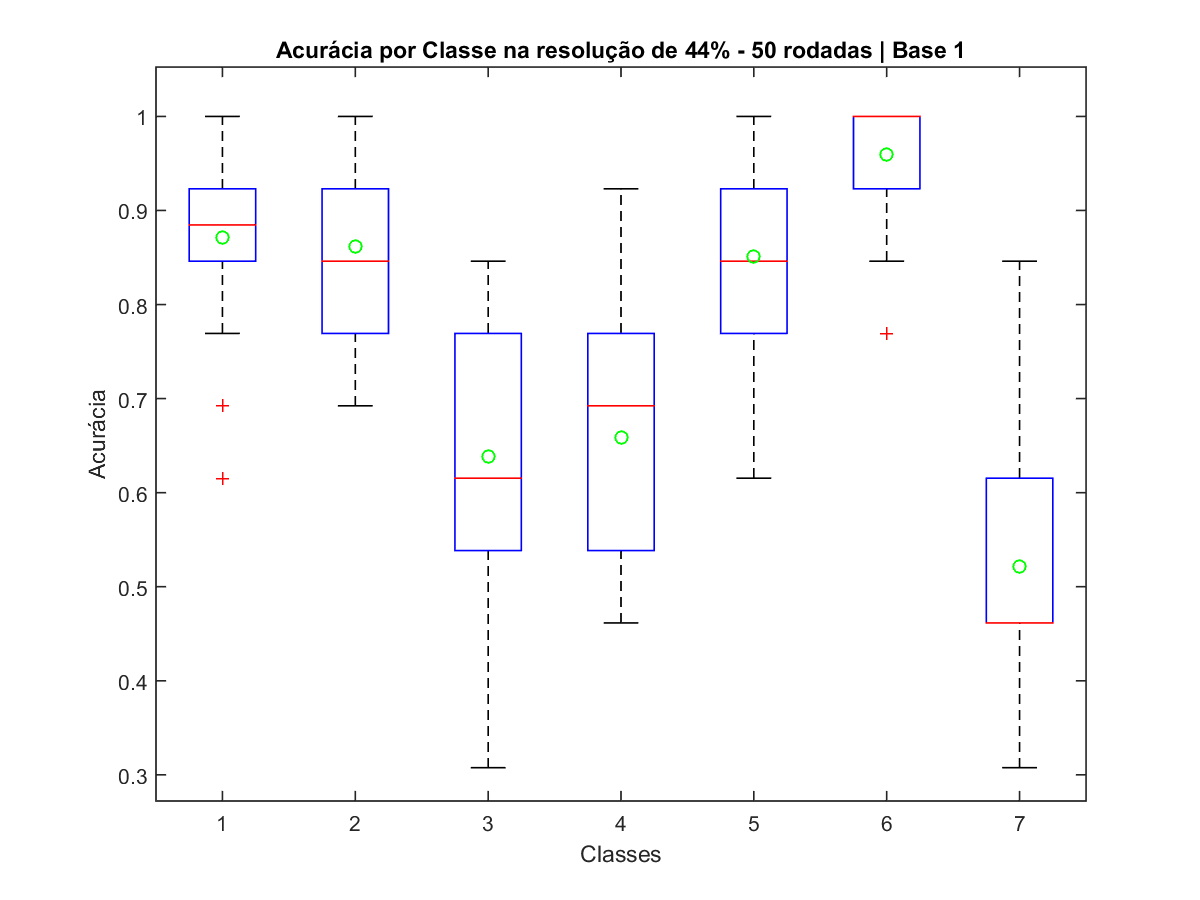 Acurácia por Classe na resolução de 44% - 50 rodadas | Base 1
1
0.9
0.8
0.7
0.6
0.5
0.4
0.3
Acurácia
1 2 3 4 5 6 7
Classes